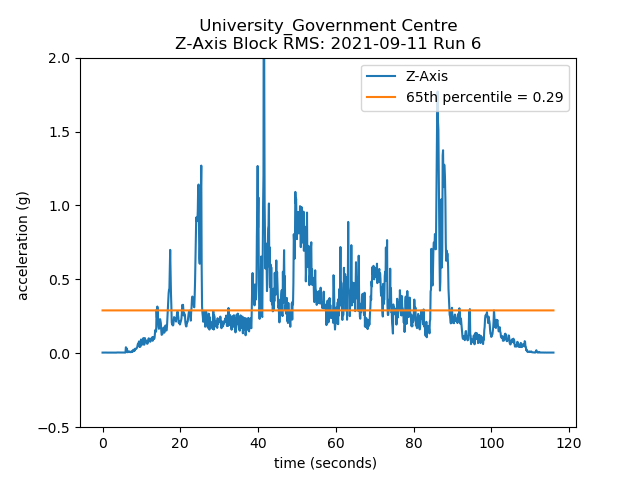 University_Government Centre
Z-Axis Block RMS: 2021-09-11 Run 6
Z-Axis
65th percentile = 0.29
2.0
1.5
1.0
0.5
0.0
−0.5
acceleration (g)
0 20 40 60 80 100 120
time (seconds)